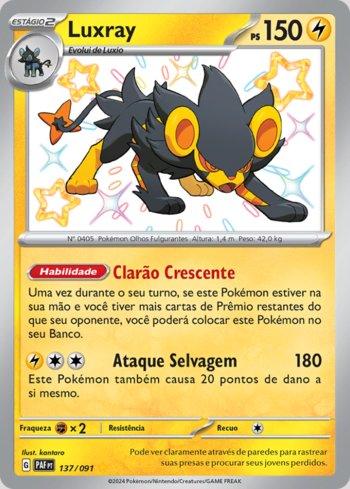 ESTÁGIO 2 Luxray PS 150
Evolui de Luxio
Nº 0405 Pokémon Olhos Fulgurantes Altura: 1,4 m Peso: 42,0 kg
Habilidade Clarão Crescente
Uma vez durante o seu turno, se este Pokémon estiver na
sua mão e você tiver mais cartas de Prêmio restantes do
que seu oponente, você poderá colocar este Pokémon no
seu Banco.
Ataque Selvagem 180
Este Pokémon também causa 20 pontos de dano a
si mesmo.
Fraqueza × 2 Resistência Recuo
Ilust. kantaro
G PAF PT 137/091
Pode ver claramente através de paredes para rastrear
suas presas e procurar seus jovens perdidos.
©2024 Pokémon/Nintendo/Creatures/GAME FREAK